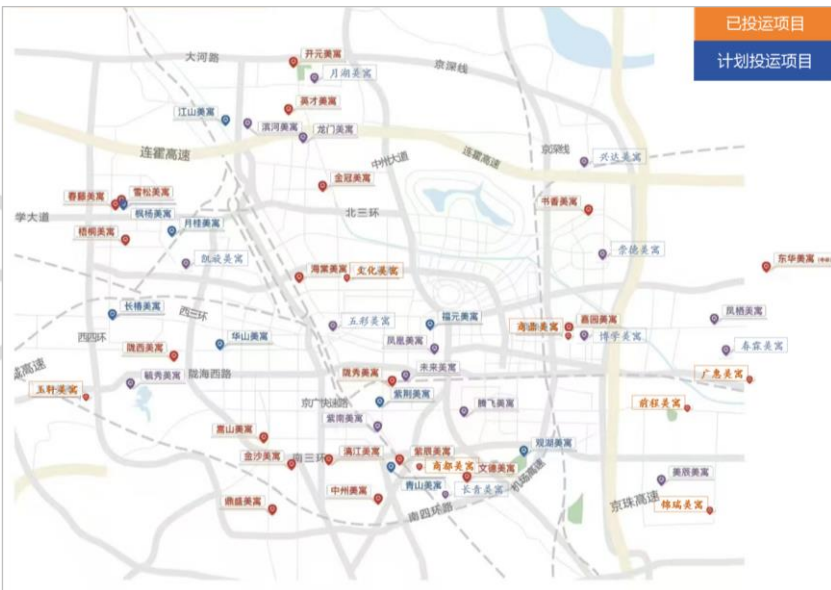 已投运项目
计划投运项目
大河路
开元美寓
京深线
月湖美寓
英才美寓
江山美寓
滨河美寓
龙门美寓
连霍高速
中州大道
连霍高速
京深线
兴达美寓
金冠美寓
春藤美寓
雪松美寓
枫杨美寓
学大道
北三环
书香美寓
月桂美寓
梧桐美寓
凯旋美寓
崇德美寓
东华美寓
海棠美寓
文化美寓
长椿美寓
西三环
五彩美寓
福元美寓
嘉园美寓
商鼎美寓
博学美寓
凤栖美寓
西四环
华山美寓
凤凰美寓
春霖美寓
陇西美寓
陇海西路
陇秀美寓
未来美寓
广惠美寓
高速
毓秀美寓
玉轩美寓
京广快速路
紫荆美寓
腾飞美寓
前程美寓
紫南美寓
嵩山美寓
金沙美寓
南三环
漓江美寓
紫辰美寓
商都美寓
文德美寓
观湖美寓
青山美寓
长青美寓
机场高速
美辰美寓
鼎盛美寓
中州美寓
南四环路
京珠高速
锦瑞美寓